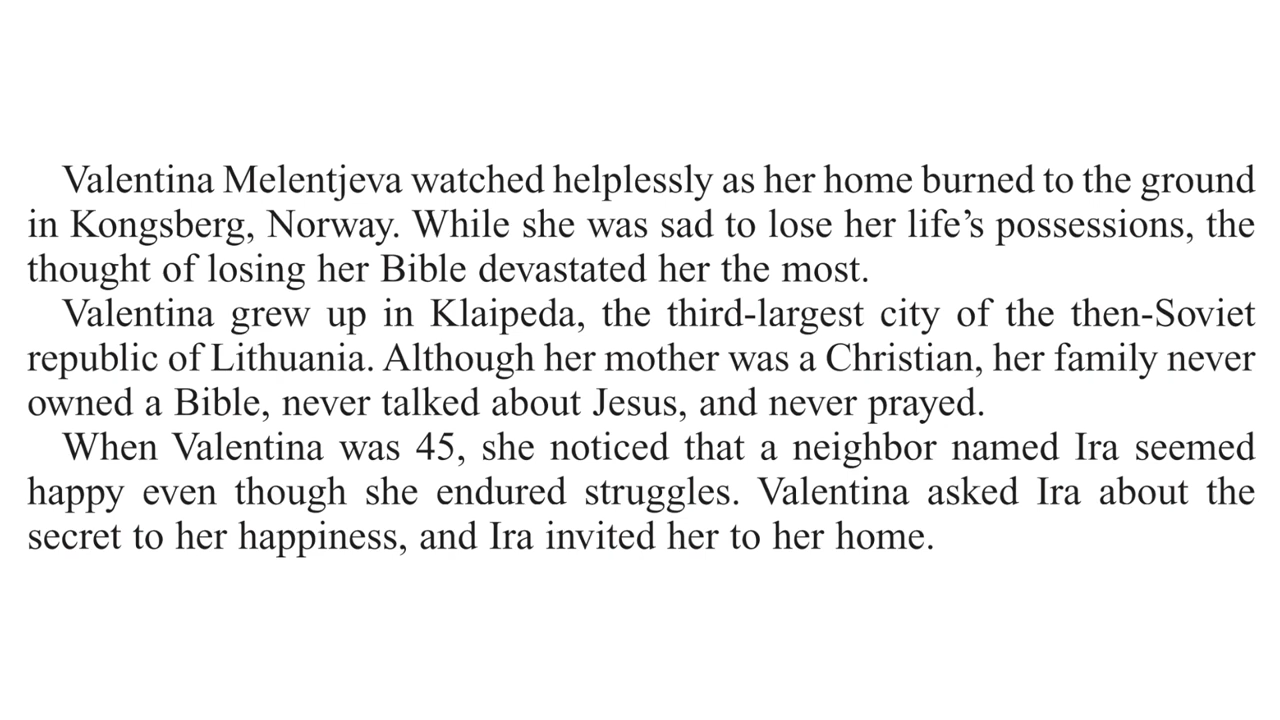 Valentina Melentjeva watched helplessly as her home burned to the ground
in Kongsberg, Norway. While she was sad to lose her life’s possessions, the
thought of losing her Bible devastated her the most.
Valentina grew up in Klaipeda, the third-largest city of the then-Soviet
republic of Lithuania. Although her mother was a Christian, her family never
owned a Bible, never talked about Jesus, and never prayed.
When Valentina was 45, she noticed that a neighbor named Ira seemed
happy even though she endured struggles. Valentina asked Ira about the
secret to her happiness, and Ira invited her to her home.